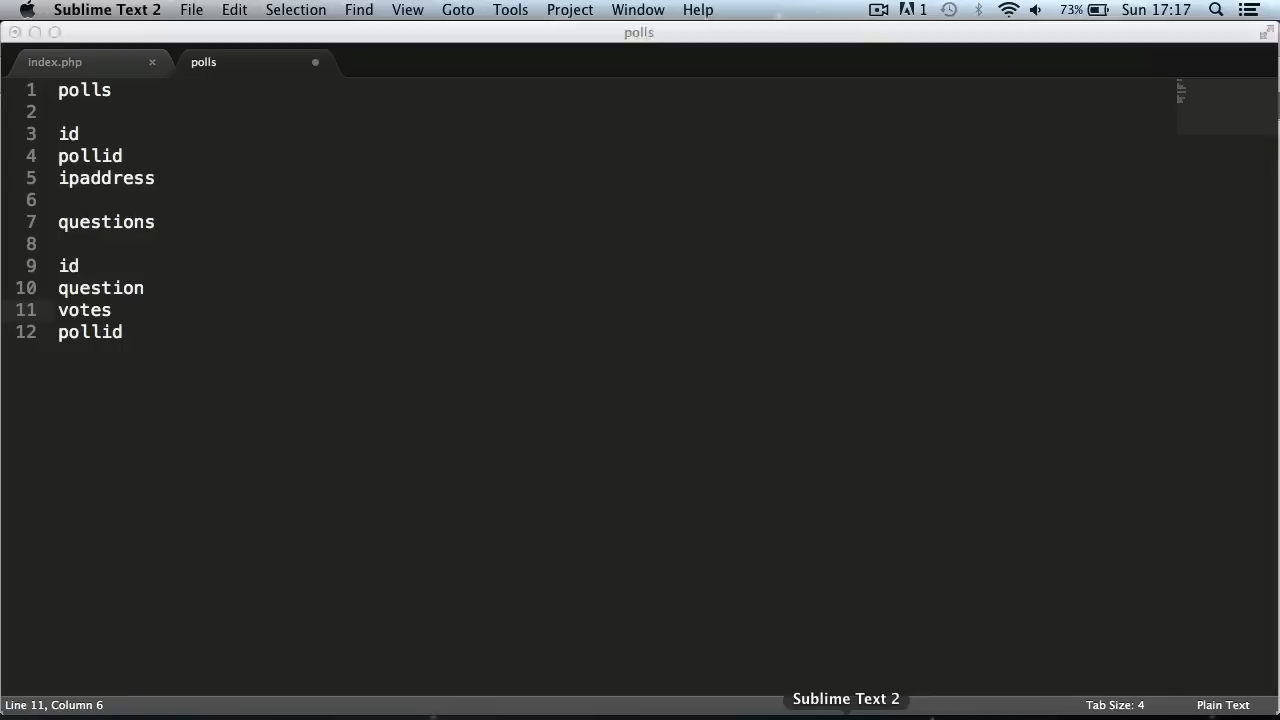 Sublime Text 2 File Edit Selection Find View Goto Tools Project Window Help 1 73% Sun 17:17
polls
index.php × polls
1 polls
2
3 id
4 pollid
5 ipaddress
6
7 questions
8
9 id
10 question
11 votes
12 pollid
Sublime Text 2
Line 11, Column 6 Tab Size: 4 Plain Text